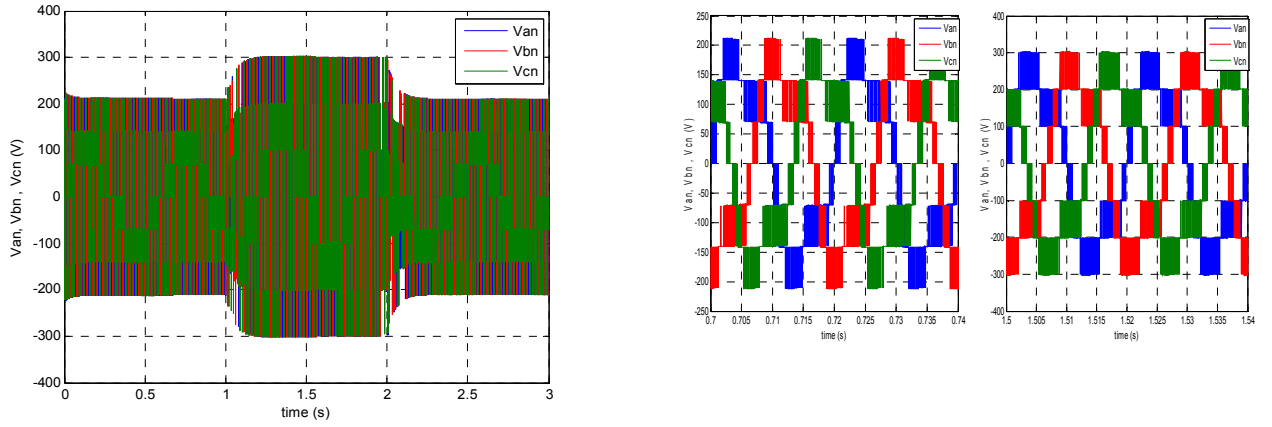 400
300
200
100
0
-100
-200
-300
-400
Van, Vbn , Vcn (V)
Van
Vbn
Vcn
0 0.5 1 1.5 2 2.5 3
time (s)
250
200
150
100
50
0
-50
-100
-150
-200
-250
Van, Vbn , Vcn (V)
Van
Vbn
Vcn
0.7 0.705 0.71 0.715 0.72 0.725 0.73 0.735 0.74
time (s)
400
300
200
100
0
-100
-200
-300
-400
Van, Vbn , Vcn (V)
Van
Vbn
Vcn
1.5 1.505 1.51 1.515 1.52 1.525 1.53 1.535 1.54
time (s)